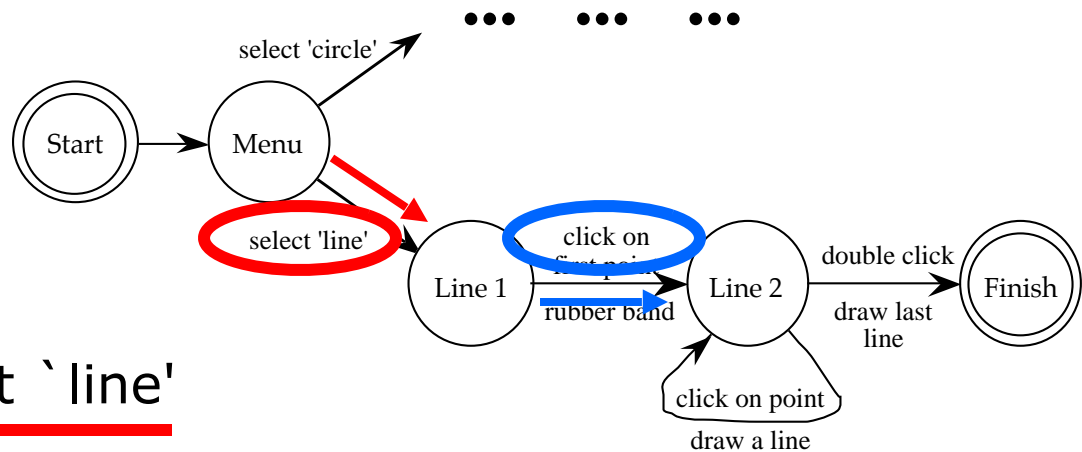 ••• ••• •••
select 'circle'
Start
Menu
select 'line'
click on
first point
rubber band
Line 1
Line 2
double click
draw last
line
Finish
click on point
draw a line
t `line'